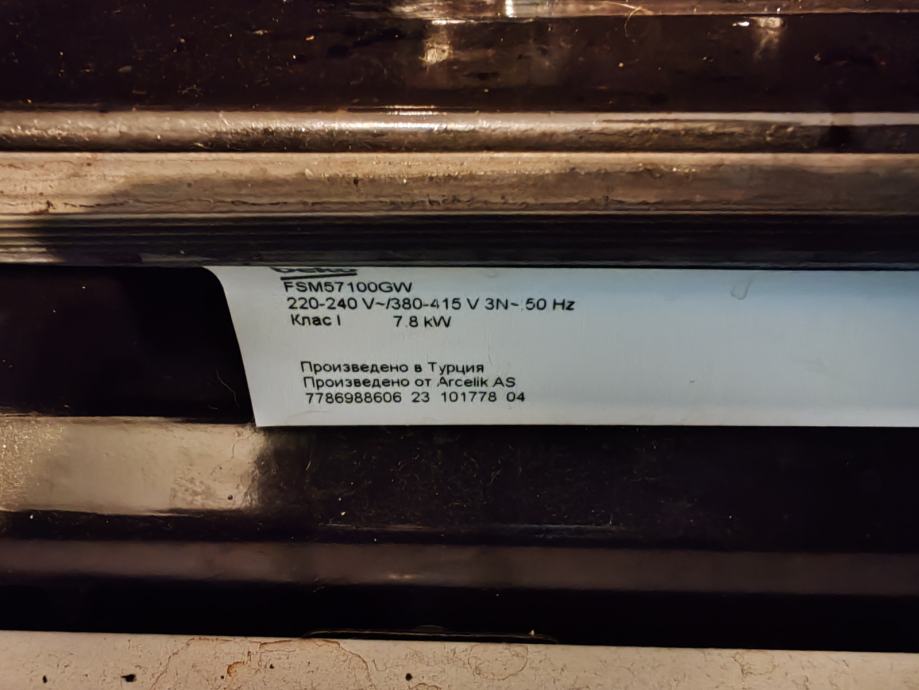 beko
FSM57100GW
220-240 V~/380-415 V 3N~ 50 Hz
Клас I 7.8 kW
Произведено в Турция
Произведено от Arcelik AS
7786988606 23 101778 04